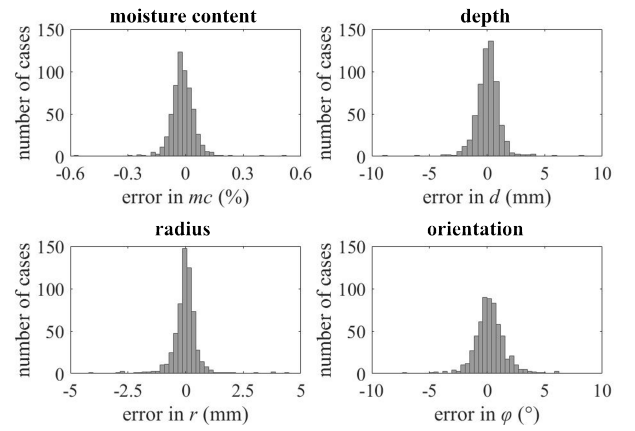 moisture content
number of cases
150
100
50
0
-0.6 -0.3 0 0.3 0.6
error in mc (%)
depth
number of cases
150
100
50
0
-10 -5 0 5 10
error in d (mm)
radius
number of cases
150
100
50
0
-5 -2.5 0 2.5 5
error in r (mm)
orientation
number of cases
150
100
50
0
-10 -5 0 5 10
error in φ (°)